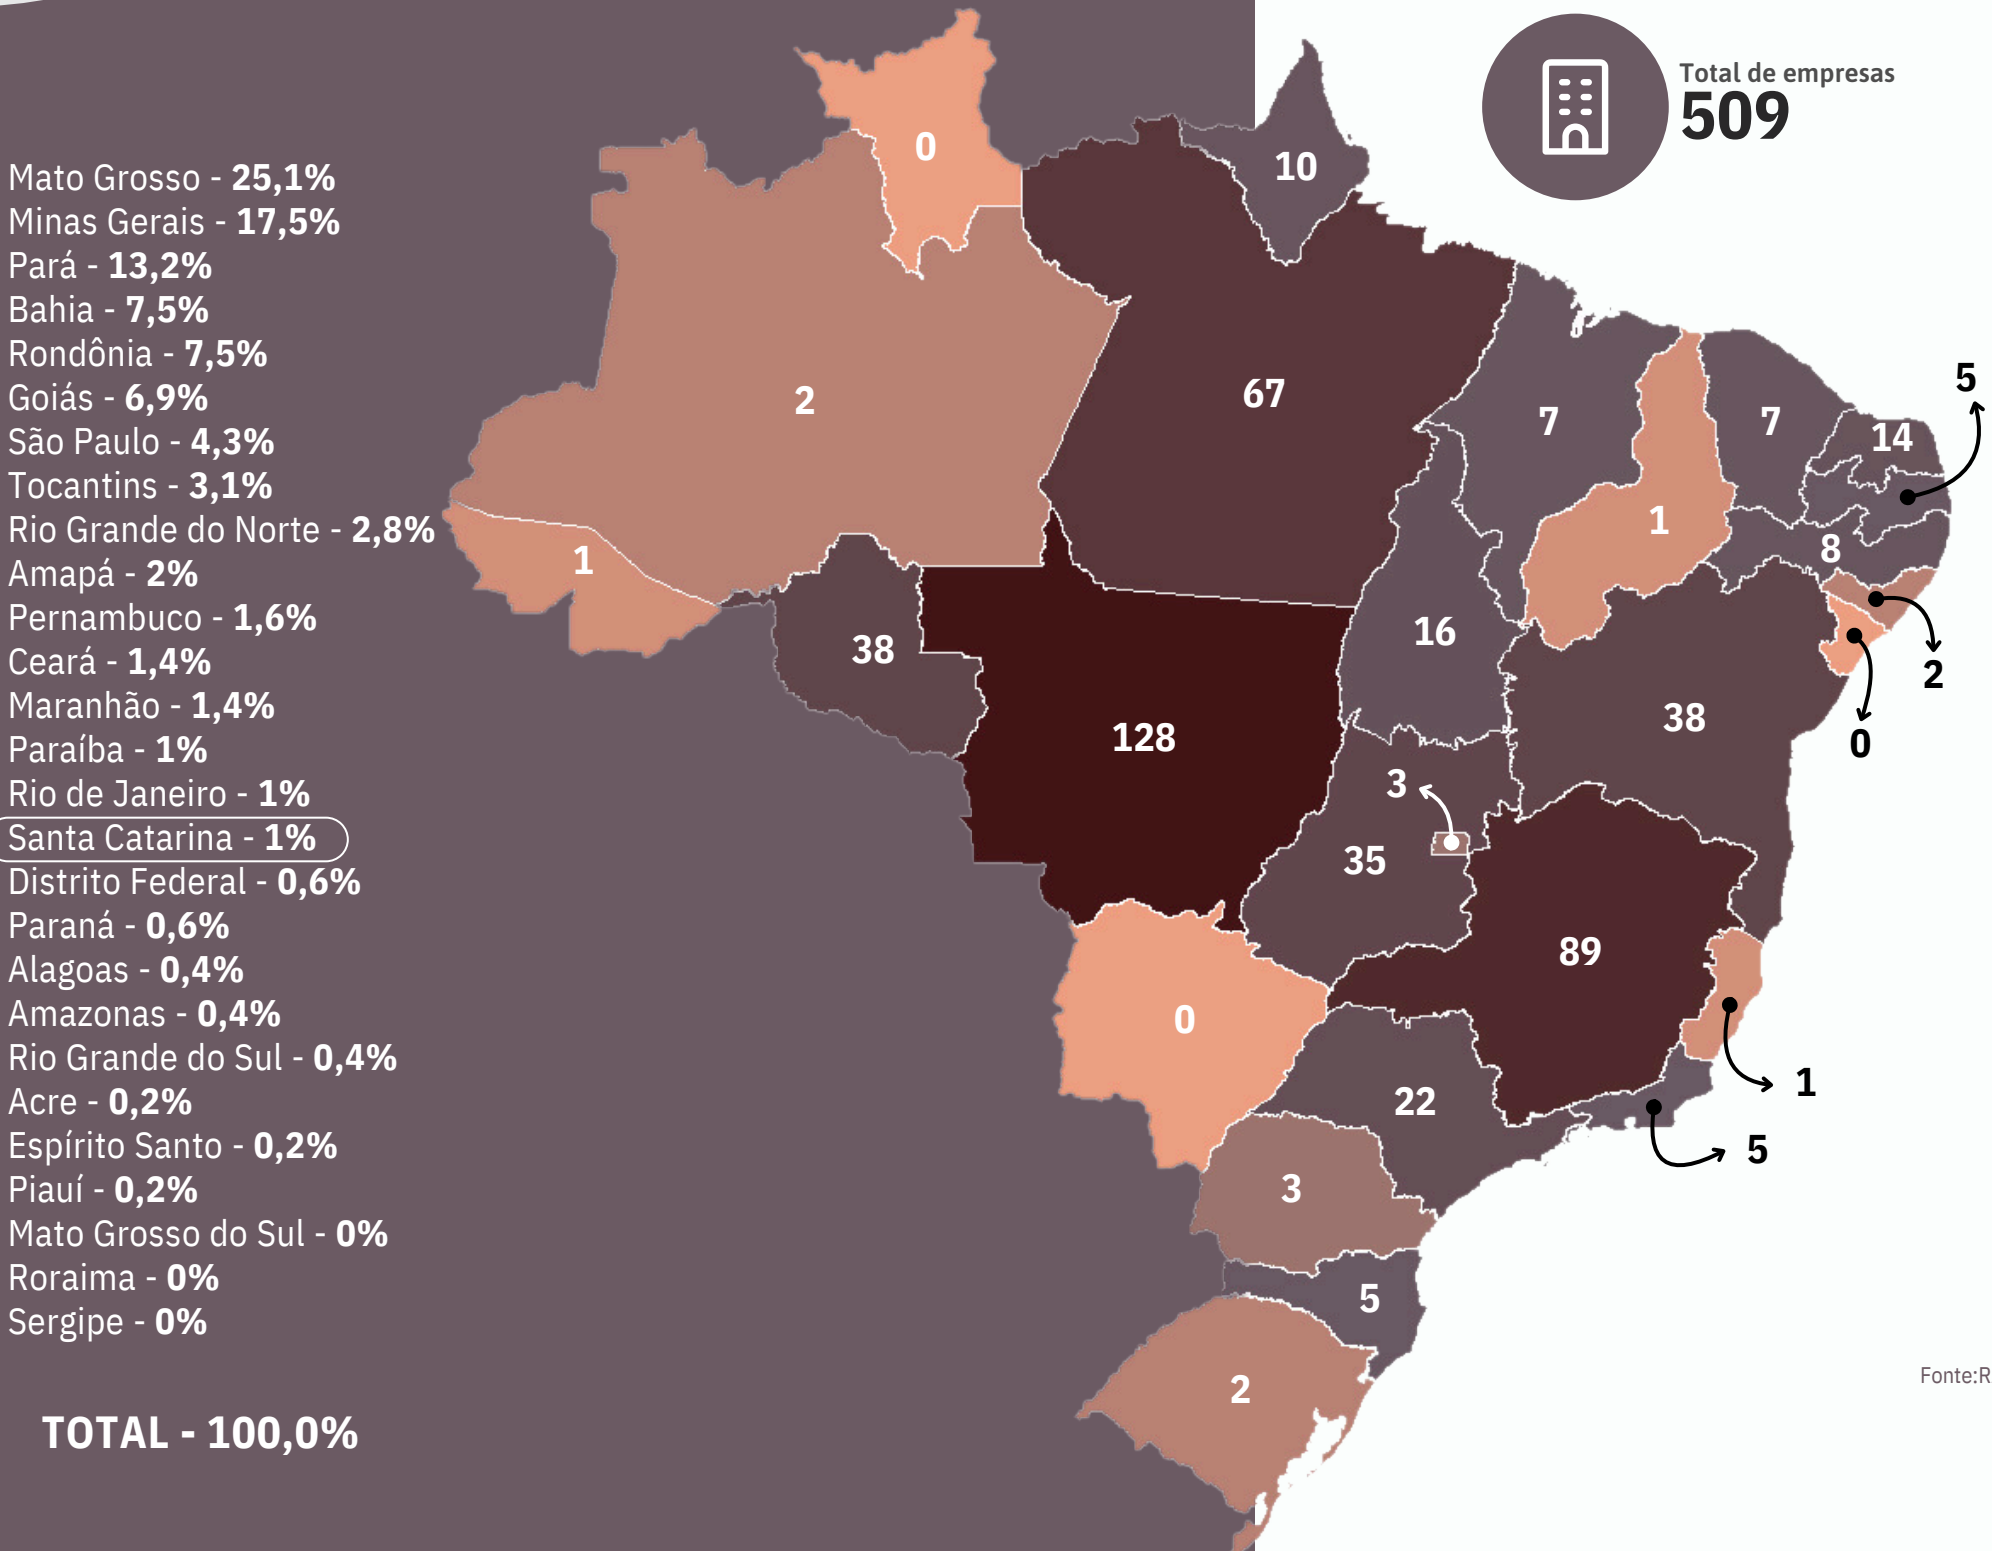 Total de empresas
509
Mato Grosso - 25,1%
Minas Gerais - 17,5%
Pará - 13,2%
Bahia - 7,5%
Rondônia - 7,5%
Goiás - 6,9%
São Paulo - 4,3%
Tocantins - 3,1%
Rio Grande do Norte - 2,8%
Amapá - 2%
Pernambuco - 1,6%
Ceará - 1,4%
Maranhão - 1,4%
Paraíba - 1%
Rio de Janeiro - 1%
Santa Catarina - 1%
Distrito Federal - 0,6%
Paraná - 0,6%
Alagoas - 0,4%
Amazonas - 0,4%
Rio Grande do Sul - 0,4%
Acre - 0,2%
Espírito Santo - 0,2%
Piauí - 0,2%
Mato Grosso do Sul - 0%
Roraima - 0%
Sergipe - 0%
TOTAL - 100,0%
0
10
2
67
7
7
5
14
1
1
8
38
16
2
38
0
128
3
35
89
0
1
22
5
3
5
2
Fonte:R